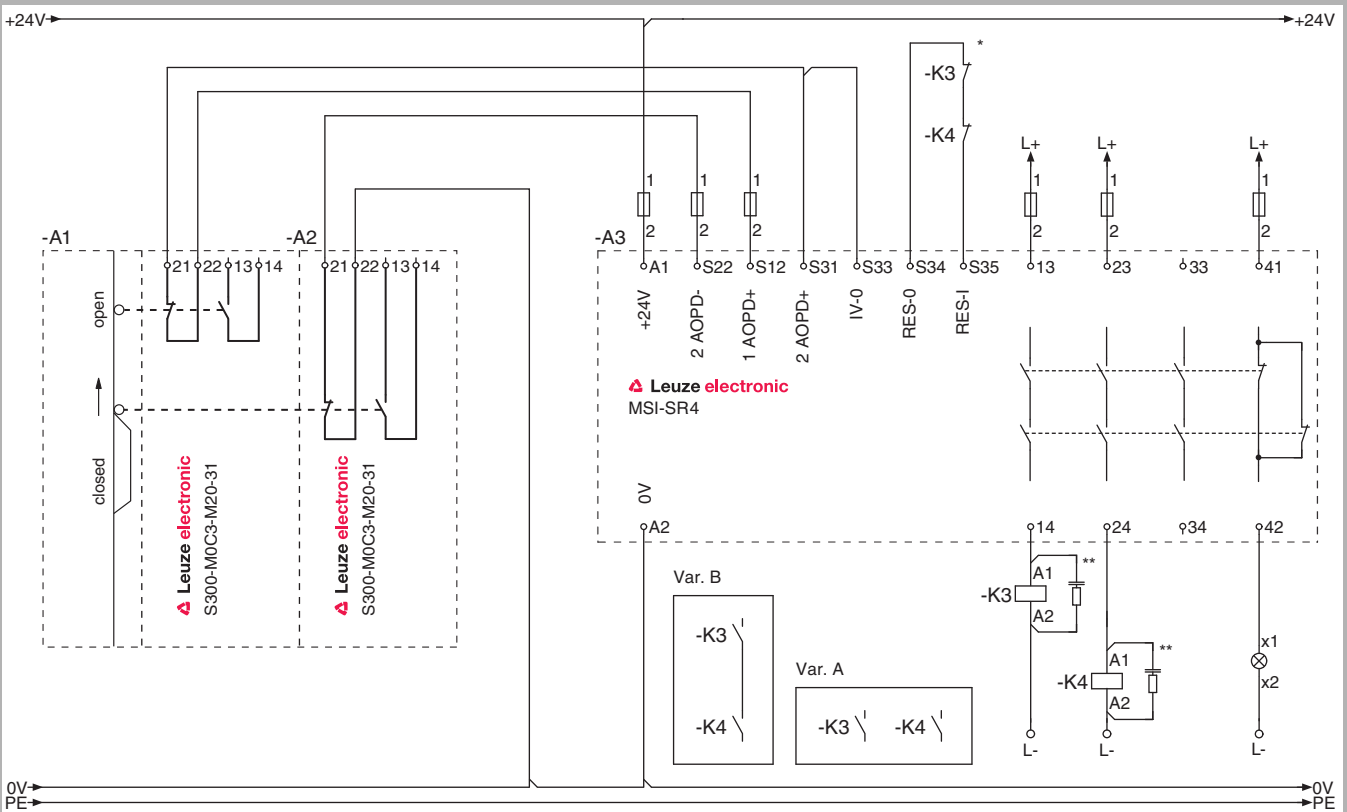 +24V +24V
*
-K3
-K4
L+ L+ L+
1 1 1 1 1 1
2 2 2 2 2 2
-A1 -A2 -A3
21 22 13 14 21 22 13 14
A1 S22 S12 S31 S33 S34 S35 13 23 33 41
open
closed
+24V
2 AOPD-
1 AOPD+
2 AOPD+
IV-0
RES-0
RES-I
Leuze electronic
MSI-SR4
Leuze electronic
S300-M0C3-M20-31
Leuze electronic
S300-M0C3-M20-31
0V
A2 14 24 34 42
Var. B
-K3
-K4
Var. A
-K3 -K4
-K3 A1 **
A2
-K4 A1 **
A2
x1
x2
L- L- L-
0V 0V
PE PE